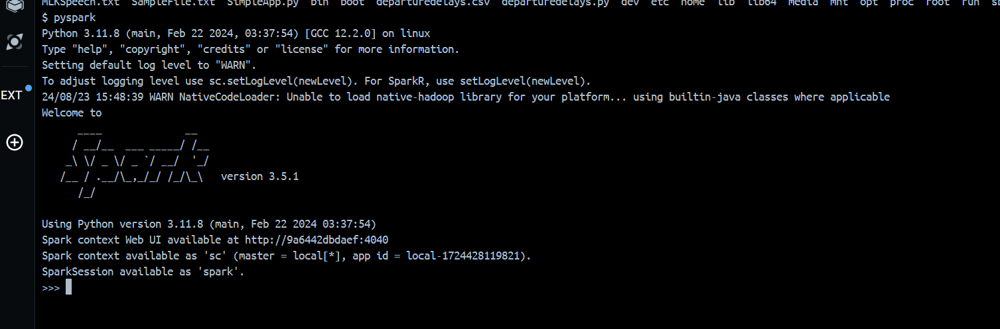 MLKSpeech.txt  SampleFile.txt  SimpleApp.py  bin  boot  departuredelays.csv  departuredelays.py  dev  etc  home  lib  lib64  media  mnt  opt  proc  root  run
$ pyspark
Python 3.11.8 (main, Feb 22 2024, 03:37:54) [GCC 12.2.0] on linux
Type "help", "copyright", "credits" or "license" for more information.
Setting default log level to "WARN".
To adjust logging level use sc.setLogLevel(newLevel). For SparkR, use setLogLevel(newLevel).
24/08/23 15:48:39 WARN NativeCodeLoader: Unable to load native-hadoop library for your platform... using builtin-java classes where applicable
EXT
Welcome to
      ____              __
     / __/__  ___ _____/ /__
    _\ \/ _ \/ _ `/ __/  '_/
   /__ / .__/\_,_/_/ /_/\_\   version 3.5.1
      /_/
Using Python version 3.11.8 (main, Feb 22 2024 03:37:54)
Spark context Web UI available at http://9a6442dbdaef:4040
Spark context available as 'sc' (master = local[*], app id = local-1724428119821).
SparkSession available as 'spark'.
>>>